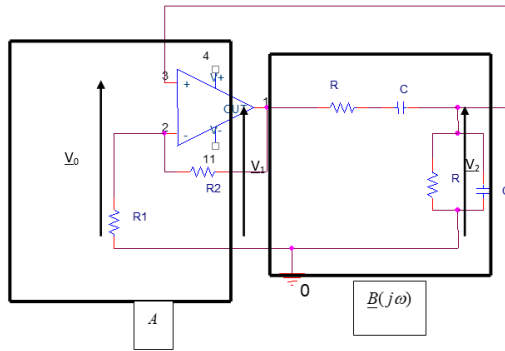 4
3
+
V+
OUT
1
2
-
V-
11
R2
R1
V₀
V₁
R
C
V₂
R
C
0
A
B(jω)